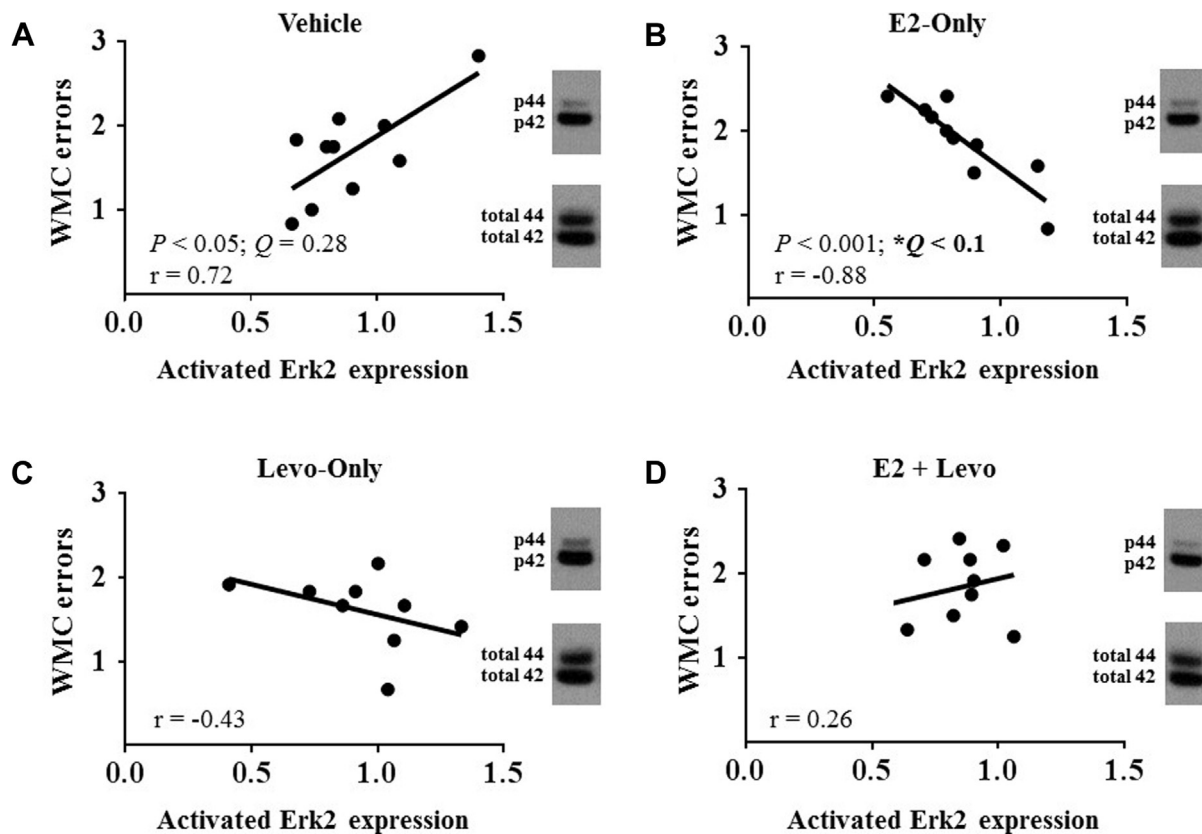 A
Vehicle
3
2
1
WMC errors
P < 0.05; Q = 0.28
r = 0.72
0.0 0.5 1.0 1.5
Activated Erk2 expression
p44
p42
total 44
total 42
B
E2-Only
3
2
1
WMC errors
P < 0.001; *Q < 0.1
r = -0.88
0.0 0.5 1.0 1.5
Activated Erk2 expression
p44
p42
total 44
total 42
C
Levo-Only
3
2
1
WMC errors
r = -0.43
0.0 0.5 1.0 1.5
Activated Erk2 expression
p44
p42
total 44
total 42
D
E2 + Levo
3
2
1
WMC errors
r = 0.26
0.0 0.5 1.0 1.5
Activated Erk2 expression
p44
p42
total 44
total 42